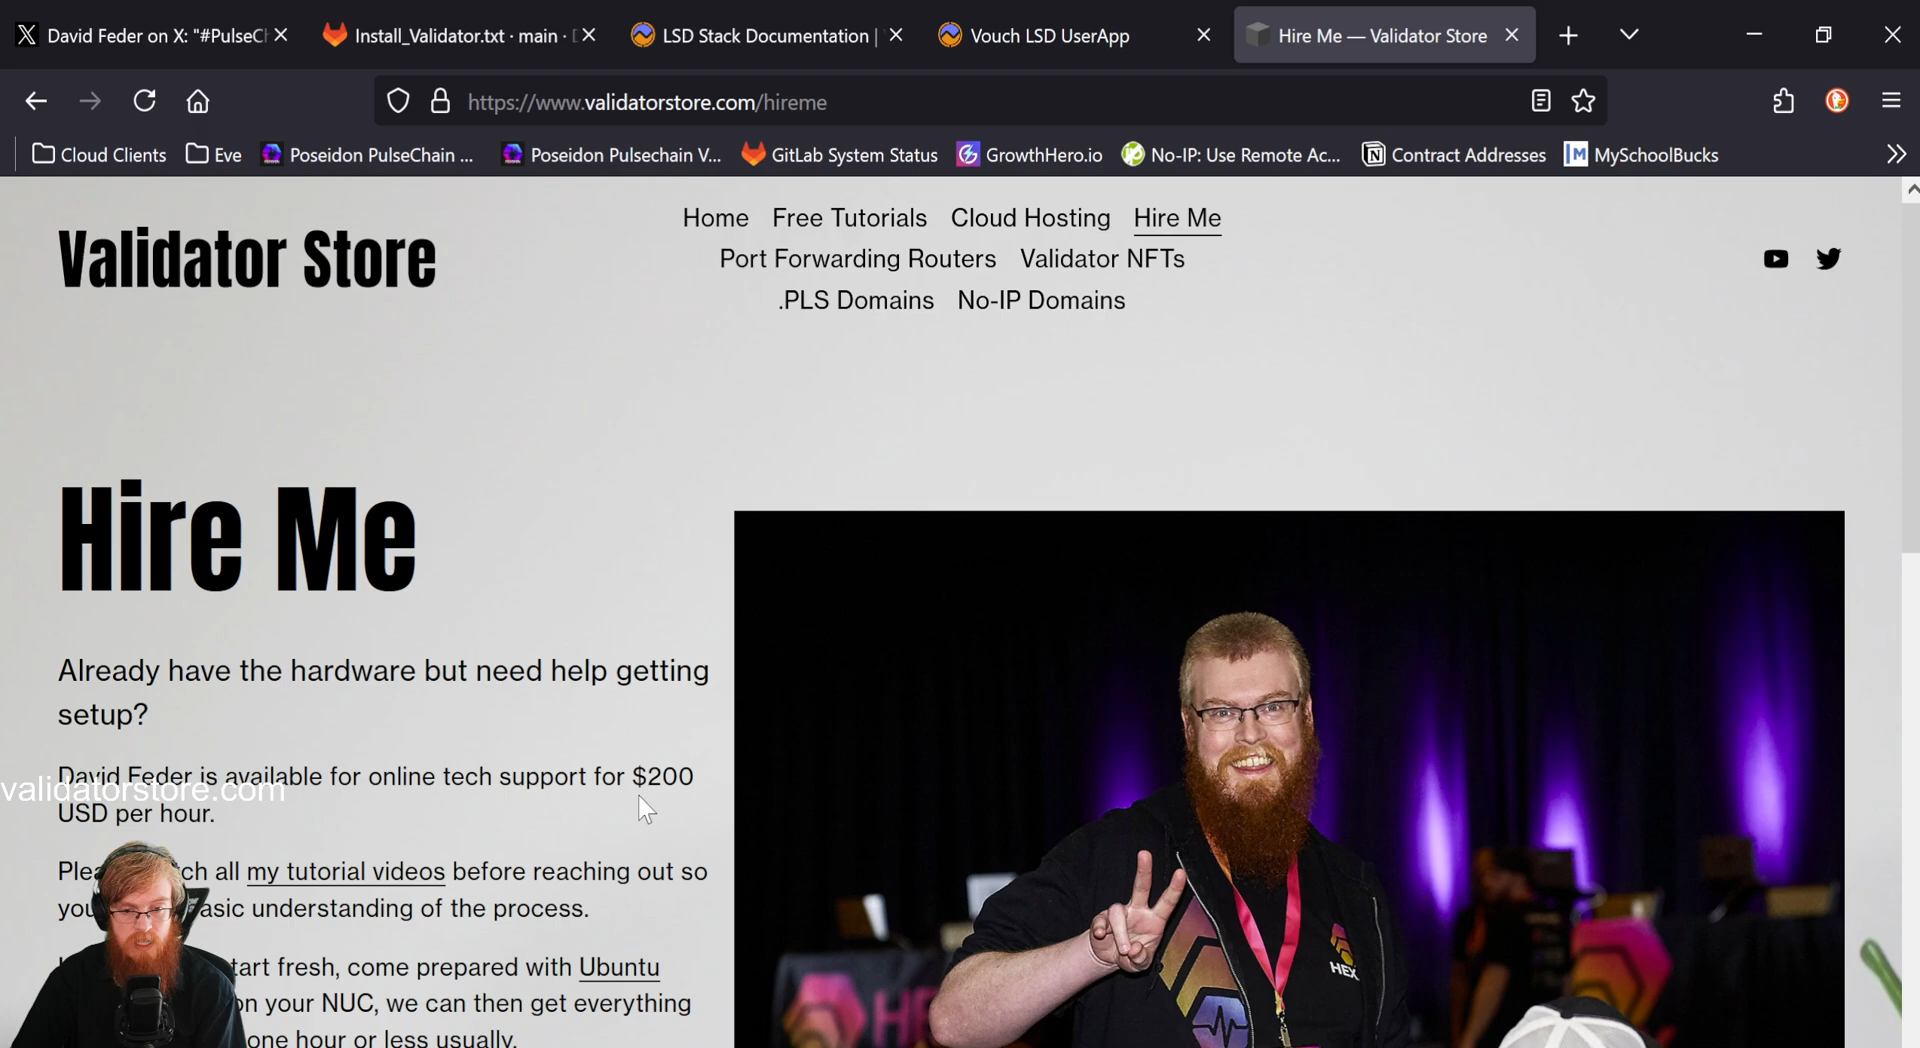 David Feder on X: "#PulseCh
Install_Validator.txt · main ·
LSD Stack Documentation |
Vouch LSD UserApp
Hire Me — Validator Store
https://www.validatorstore.com/hireme
Cloud Clients
Eve
Poseidon PulseChain ...
Poseidon Pulsechain V...
GitLab System Status
GrowthHero.io
No-IP: Use Remote Ac...
Contract Addresses
MySchoolBucks
Validator Store
Home Free Tutorials Cloud Hosting Hire Me
Port Forwarding Routers Validator NFTs
.PLS Domains No-IP Domains
Hire Me
Already have the hardware but need help getting
setup?
David Feder is available for online tech support for $200
validatorstore.com
USD per hour.
all my tutorial videos before reaching out so
understanding of the process.
fresh, come prepared with Ubuntu
on your NUC, we can then get everything
one hour or less usually.
HEX